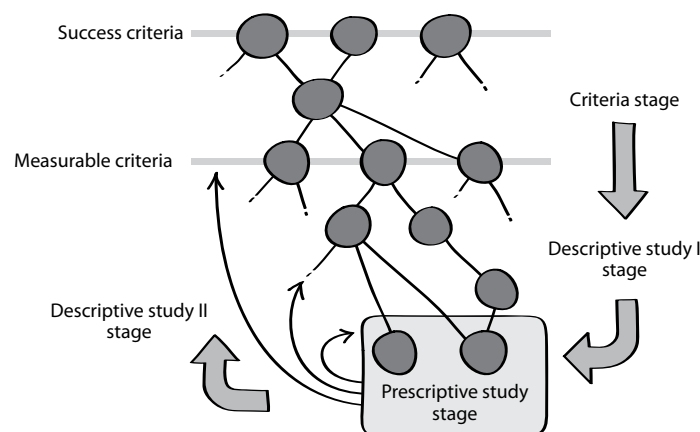 Success criteria
Criteria stage
Measurable criteria
Descriptive study I
stage
Descriptive study II
stage
Prescriptive study
stage